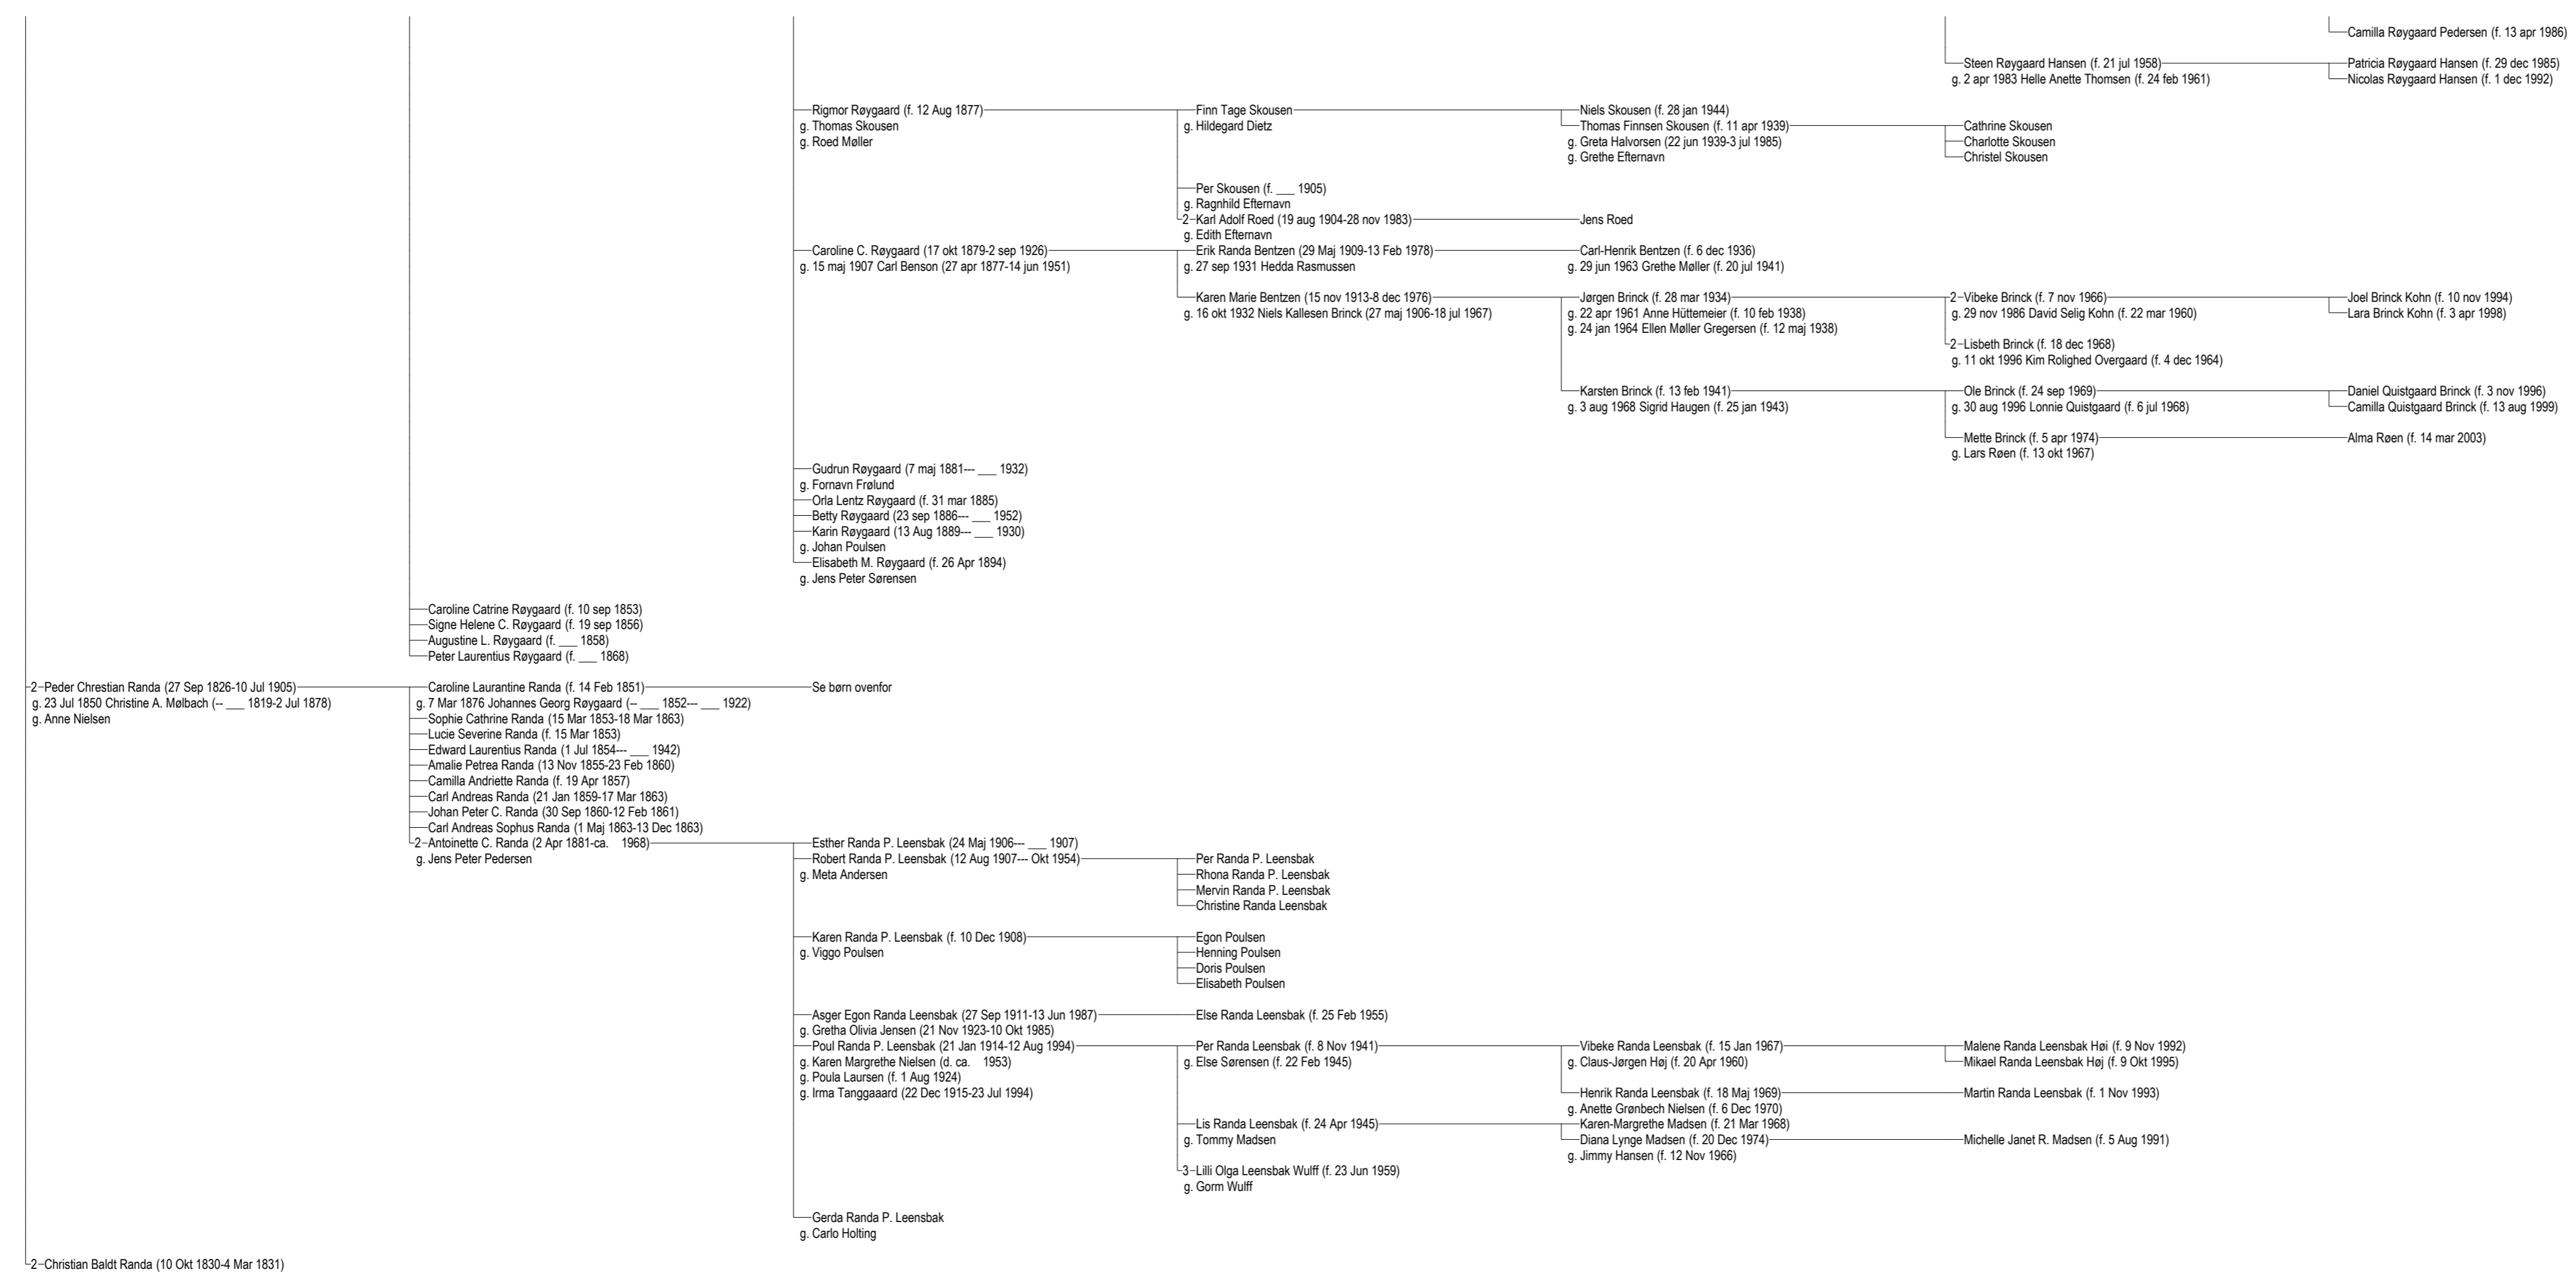 Camilla Røygaard Pedersen (f. 13 apr 1986)
Steen Røygaard Hansen (f. 21 jul 1958) Patricia Røygaard Hansen (f. 29 dec 1985)
g. 2 apr 1983 Helle Anette Thomsen (f. 24 feb 1961) Nicolas Røygaard Hansen (f. 1 dec 1992)
Rigmor Røygaard (f. 12 Aug 1877) Finn Tage Skousen Niels Skousen (f. 28 jan 1944)
g. Thomas Skousen g. Hildegard Dietz Thomas Finnsen Skousen (f. 11 apr 1939) Cathrine Skousen
g. Roed Møller g. Greta Halvorsen (22 jun 1939-3 jul 1985) Charlotte Skousen
g. Grethe Efternavn Christel Skousen
Per Skousen (f. ___ 1905)
g. Ragnhild Efternavn
2-Karl Adolf Roed (19 aug 1904-28 nov 1983) Jens Roed
g. Edith Efternavn
Caroline C. Røygaard (17 okt 1879-2 sep 1926) Erik Randa Bentzen (29 Maj 1909-13 Feb 1978) Carl-Henrik Bentzen (f. 6 dec 1936)
g. 15 maj 1907 Carl Benson (27 apr 1877-14 jun 1951) g. 27 sep 1931 Hedda Rasmussen g. 29 jun 1963 Grethe Møller (f. 20 jul 1941)
Karen Marie Bentzen (15 nov 1913-8 dec 1976) Jørgen Brinck (f. 28 mar 1934) 2-Vibeke Brinck (f. 7 nov 1966) Joel Brinck Kohn (f. 10 nov 1994)
g. 16 okt 1932 Niels Kallesen Brinck (27 maj 1906-18 jul 1967) g. 22 apr 1961 Anne Hüttemeier (f. 10 feb 1938) g. 29 nov 1986 David Selig Kohn (f. 22 mar 1960) Lara Brinck Kohn (f. 3 apr 1998)
g. 24 jan 1964 Ellen Møller Gregersen (f. 12 maj 1938)
2-Lisbeth Brinck (f. 18 dec 1968)
g. 11 okt 1996 Kim Rolighed Overgaard (f. 4 dec 1964)
Karsten Brinck (f. 13 feb 1941) Ole Brinck (f. 24 sep 1969) Daniel Quistgaard Brinck (f. 3 nov 1996)
g. 3 aug 1968 Sigrid Haugen (f. 25 jan 1943) g. 30 aug 1996 Lonnie Quistgaard (f. 6 jul 1968) Camilla Quistgaard Brinck (f. 13 aug 1999)
Mette Brinck (f. 5 apr 1974) Alma Røen (f. 14 mar 2003)
g. Lars Røen (f. 13 okt 1967)
Gudrun Røygaard (7 maj 1881--- ___ 1932)
g. Fornavn Frølund
Orla Lentz Røygaard (f. 31 mar 1885)
Betty Røygaard (23 sep 1886--- ___ 1952)
Karin Røygaard (13 Aug 1889--- ___ 1930)
g. Johan Poulsen
Elisabeth M. Røygaard (f. 26 Apr 1894)
g. Jens Peter Sørensen
Caroline Catrine Røygaard (f. 10 sep 1853)
Signe Helene C. Røygaard (f. 19 sep 1856)
Augustine L. Røygaard (f. ___ 1858)
Peter Laurentius Røygaard (f. ___ 1868)
2-Peder Chrestian Randa (27 Sep 1826-10 Jul 1905) Caroline Laurantine Randa (f. 14 Feb 1851) Se børn ovenfor
g. 23 Jul 1850 Christine A. Mølbach (-- ___ 1819-2 Jul 1878) g. 7 Mar 1876 Johannes Georg Røygaard (-- ___ 1852--- ___ 1922)
g. Anne Nielsen Sophie Cathrine Randa (15 Mar 1853-18 Mar 1863)
Lucie Severine Randa (f. 15 Mar 1853)
Edward Laurentius Randa (1 Jul 1854--- ___ 1942)
Amalie Petrea Randa (13 Nov 1855-23 Feb 1860)
Camilla Andriette Randa (f. 19 Apr 1857)
Carl Andreas Randa (21 Jan 1859-17 Mar 1863)
Johan Peter C. Randa (30 Sep 1860-12 Feb 1861)
Carl Andreas Sophus Randa (1 Maj 1863-13 Dec 1863)
2-Antoinette C. Randa (2 Apr 1881-ca. 1968) Esther Randa P. Leensbak (24 Maj 1906--- ___ 1907)
g. Jens Peter Pedersen Robert Randa P. Leensbak (12 Aug 1907--- Okt 1954) Per Randa P. Leensbak
g. Meta Andersen Rhona Randa P. Leensbak
Mervin Randa P. Leensbak
Christine Randa Leensbak
Karen Randa P. Leensbak (f. 10 Dec 1908) Egon Poulsen
g. Viggo Poulsen Henning Poulsen
Doris Poulsen
Elisabeth Poulsen
Asger Egon Randa Leensbak (27 Sep 1911-13 Jun 1987) Else Randa Leensbak (f. 25 Feb 1955)
g. Gretha Olivia Jensen (21 Nov 1923-10 Okt 1985)
Poul Randa P. Leensbak (21 Jan 1914-12 Aug 1994) Per Randa Leensbak (f. 8 Nov 1941) Vibeke Randa Leensbak (f. 15 Jan 1967) Malene Randa Leensbak Høi (f. 9 Nov 1992)
g. Karen Margrethe Nielsen (d. ca. 1953) g. Else Sørensen (f. 22 Feb 1945) g. Claus-Jørgen Høj (f. 20 Apr 1960) Mikael Randa Leensbak Høj (f. 9 Okt 1995)
g. Poula Laursen (f. 1 Aug 1924)
g. Irma Tanggaaard (22 Dec 1915-23 Jul 1994) Henrik Randa Leensbak (f. 18 Maj 1969) Martin Randa Leensbak (f. 1 Nov 1993)
g. Anette Grønbech Nielsen (f. 6 Dec 1970)
Lis Randa Leensbak (f. 24 Apr 1945) Karen-Margrethe Madsen (f. 21 Mar 1968)
g. Tommy Madsen Diana Lynge Madsen (f. 20 Dec 1974) Michelle Janet R. Madsen (f. 5 Aug 1991)
g. Jimmy Hansen (f. 12 Nov 1966)
3-Lilli Olga Leensbak Wulff (f. 23 Jun 1959)
g. Gorm Wulff
Gerda Randa P. Leensbak
g. Carlo Holting
2-Christian Baldt Randa (10 Okt 1830-4 Mar 1831)